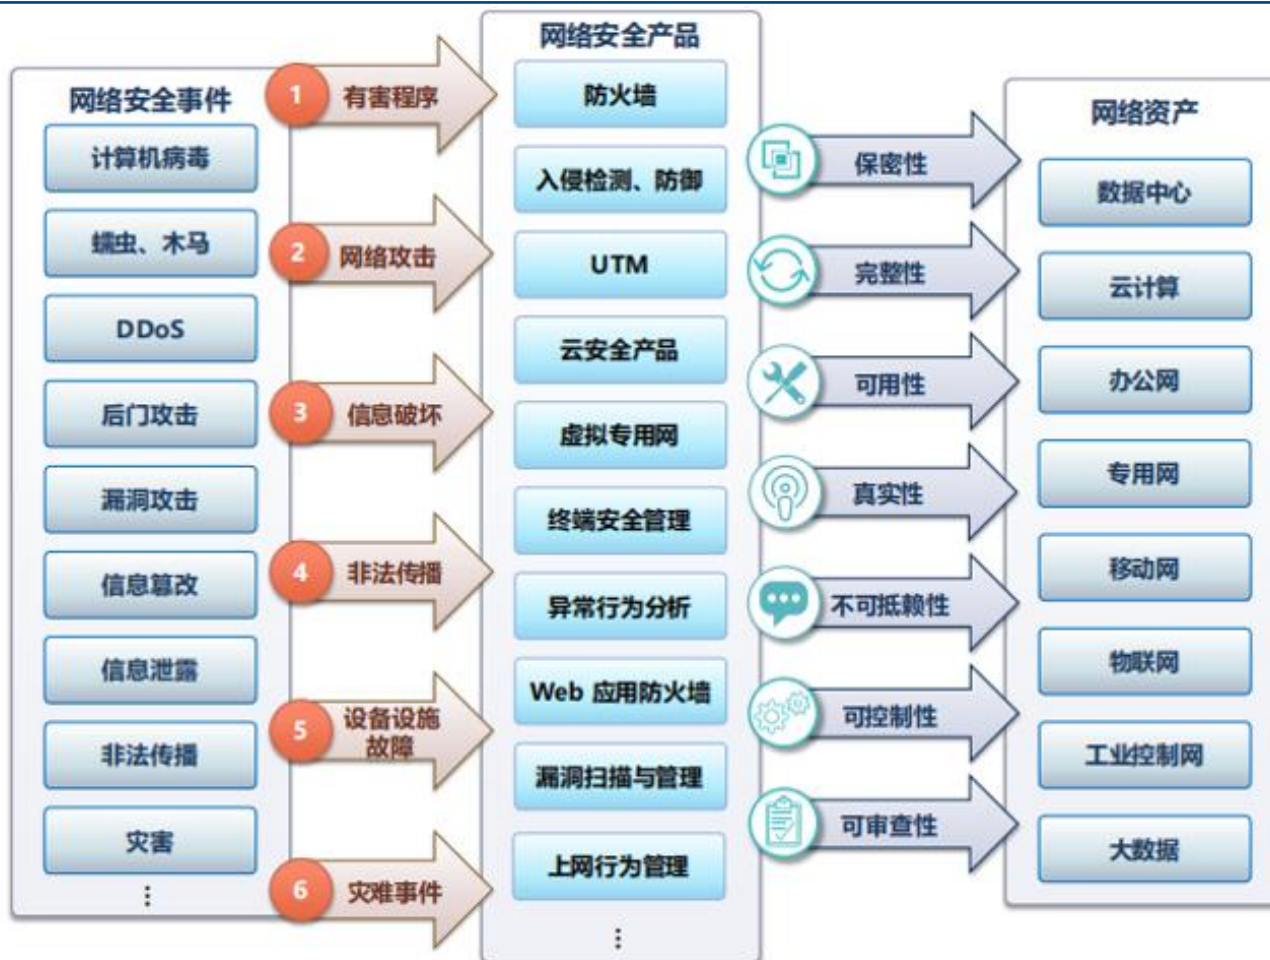 网络安全事件
计算机病毒
蠕虫、木马
DDoS
后门攻击
漏洞攻击
信息篡改
信息泄露
非法传播
灾害
⋮
1 有害程序
2 网络攻击
3 信息破坏
4 非法传播
5 设备设施
故障
6 灾难事件
网络安全产品
防火墙
入侵检测、防御
UTM
云安全产品
虚拟专用网
终端安全管理
异常行为分析
Web 应用防火墙
漏洞扫描与管理
上网行为管理
⋮
保密性
完整性
可用性
真实性
不可抵赖性
可控制性
可审查性
网络资产
数据中心
云计算
办公网
专用网
移动网
物联网
工业控制网
大数据